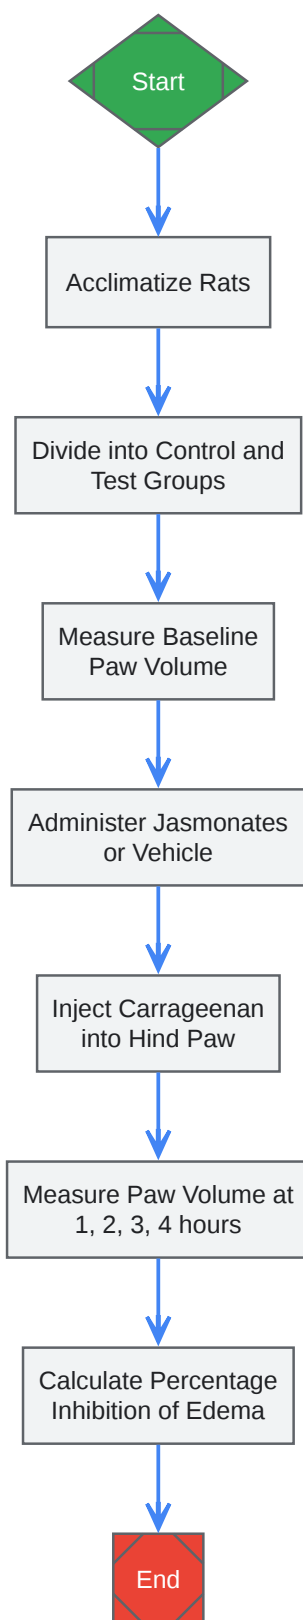 Start
Acclimatize Rats
Divide into Control and
Test Groups
Measure Baseline
Paw Volume
Administer Jasmonates
or Vehicle
Inject Carrageenan
into Hind Paw
Measure Paw Volume at
1, 2, 3, 4 hours
Calculate Percentage
Inhibition of Edema
End